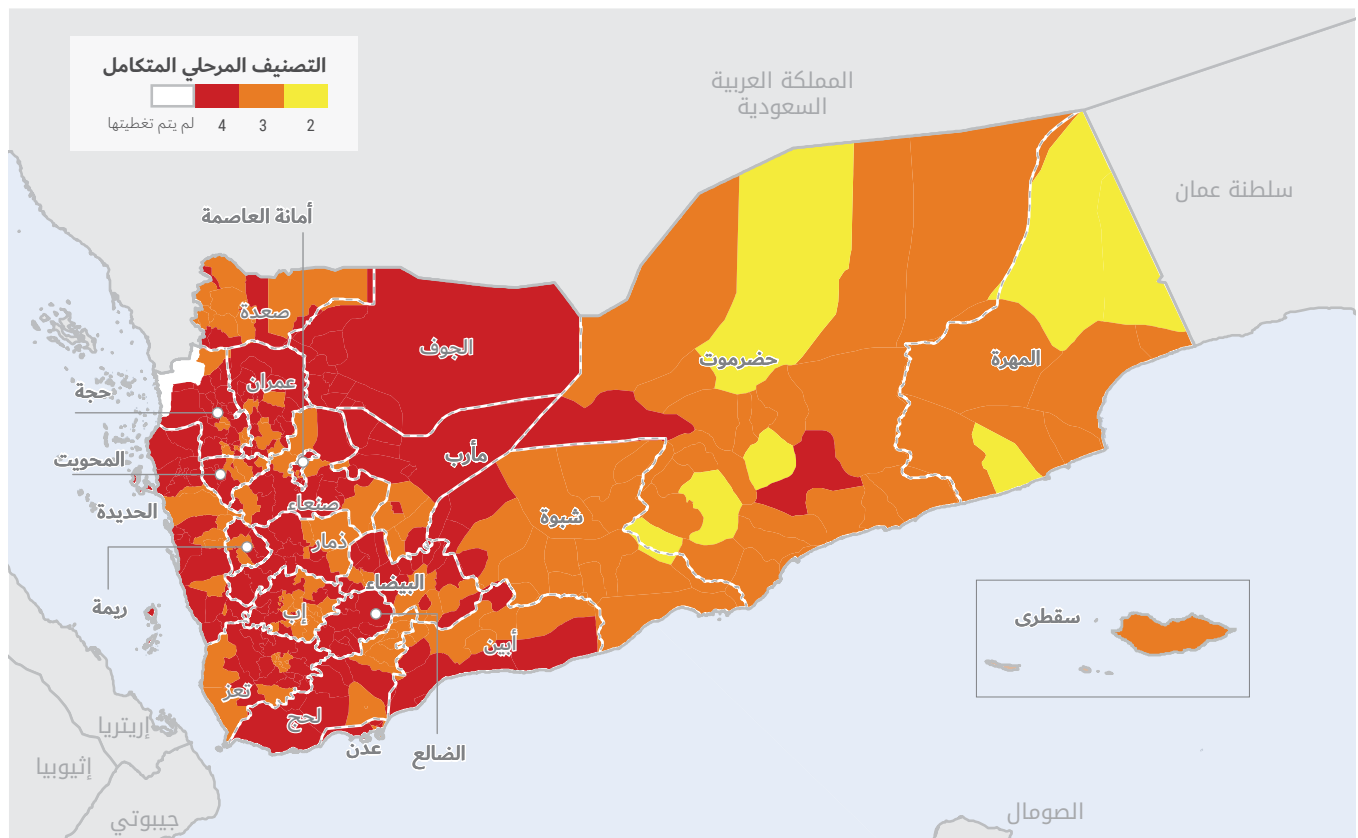 التصنيف المرحلي المتكامل
2
3
4
لم يتم تغطيتها
المملكة العربية
السعودية
سلطنة عمان
أمانة العاصمة
صعدة
الجوف
حضرموت
المهرة
عمران
حجة
مأرب
المحويت
صنعاء
الحديدة
شبوة
ذمار
البيضاء
ريمة
إب
أبين
سقطرى
تعز
لحج
عدن
الضالع
إريتريا
إثيوبيا
جيبوتي
الصومال